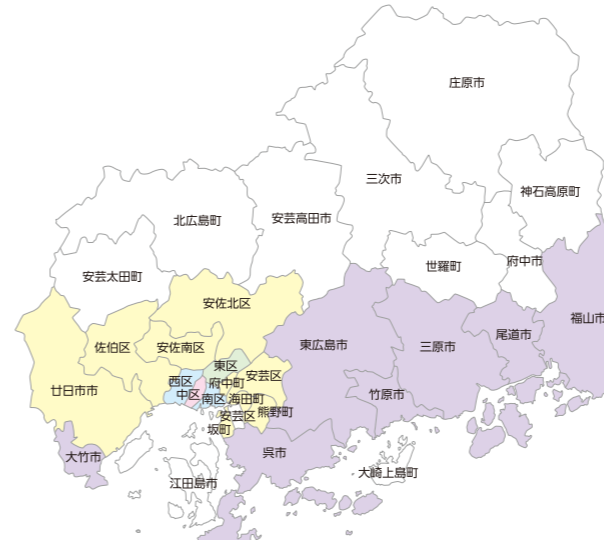 庄原市
三次市
神石高原町
北広島町
安芸高田市
府中市
世羅町
安芸太田町
安佐北区
福山市
尾道市
佐伯区
安佐南区
東広島市
三原市
東区
安芸区
西区
府中町
廿日市市
中区
南区
海田町
竹原市
安芸区
熊野町
坂町
大竹市
呉市
大崎上島町
江田島市